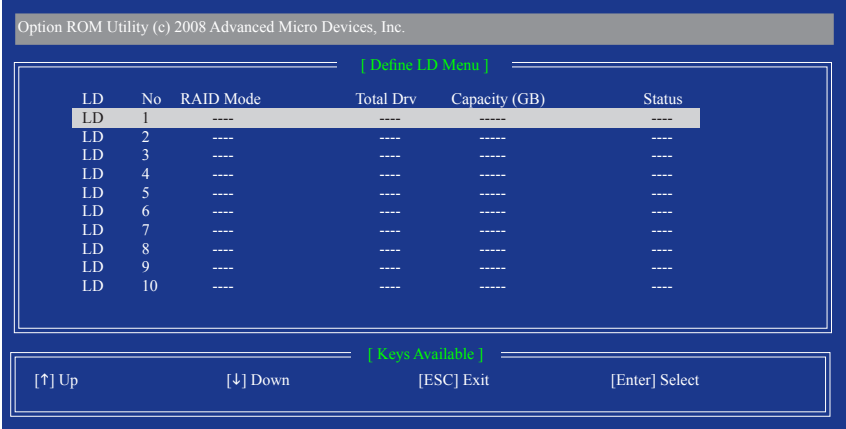 Option ROM Utility (c) 2008 Advanced Micro Devices, Inc.
[ Define LD Menu ]
LD No RAID Mode Total Drv Capacity (GB) Status
LD 1 ---- ---- ----- ----
LD 2 ---- ---- ----- ----
LD 3 ---- ---- ----- ----
LD 4 ---- ---- ----- ----
LD 5 ---- ---- ----- ----
LD 6 ---- ---- ----- ----
LD 7 ---- ---- ----- ----
LD 8 ---- ---- ----- ----
LD 9 ---- ---- ----- ----
LD 10 ---- ---- ----- ----
[ Keys Available ]
[↑] Up [↓] Down [ESC] Exit [Enter] Select